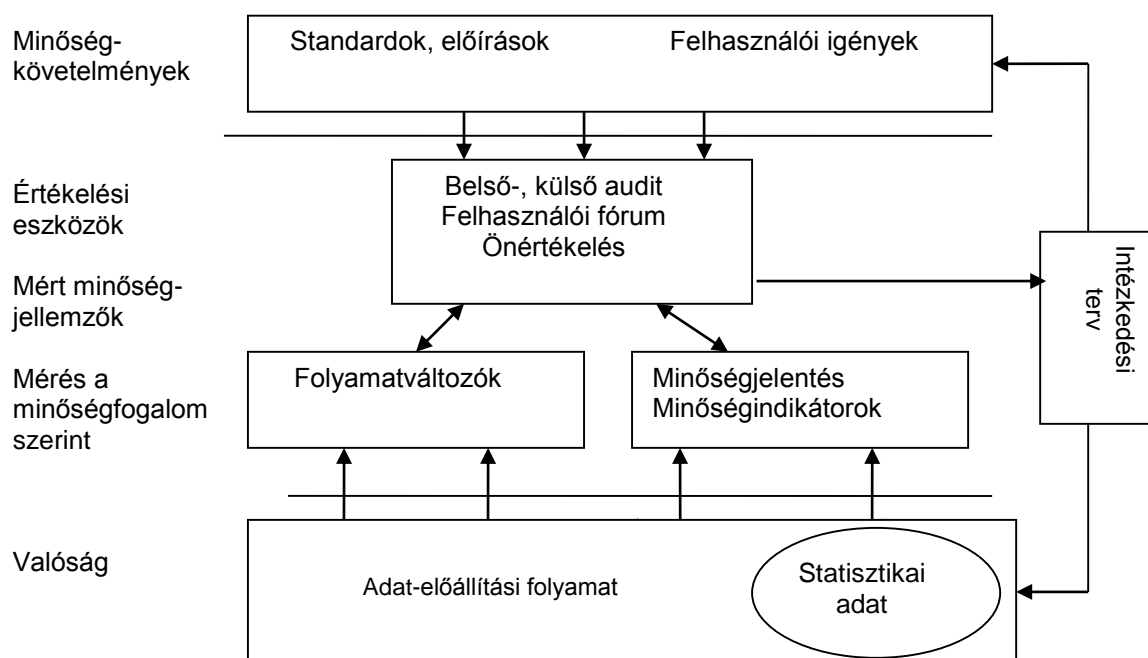 Minőség-
követelmények
Standardok, előírások
Felhasználói igények
Értékelési
eszközök
Belső-, külső audit
Felhasználói fórum
Önértékelés
Mért minőség-
jellemzők
Intézkedési
terv
Mérés a
minőségfogalom
szerint
Folyamatváltozók
Minőségjelentés
Minőségindikátorok
Valóság
Adat-előállítási folyamat
Statisztikai
adat